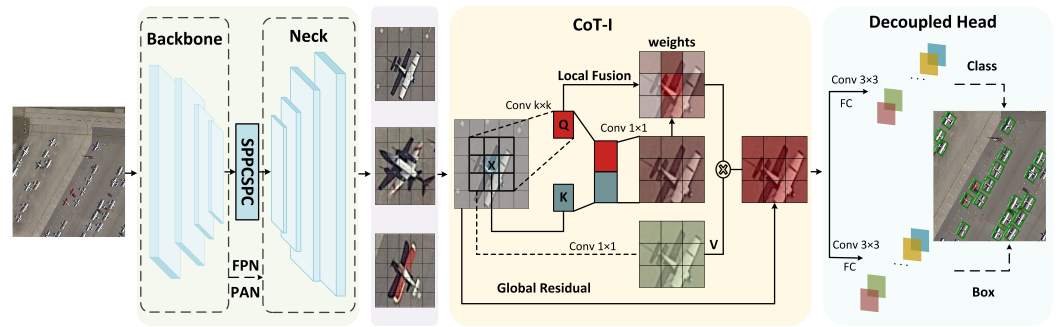 Backbone
Neck
SPPCSPC
FPN
PAN
CoT-I
weights
Local Fusion
Conv k×k
Q
Conv 1×1
X
K
Conv 1×1
V
Global Residual
Decoupled Head
Conv 3×3
FC
...
Class
Conv 3×3
FC
...
Box